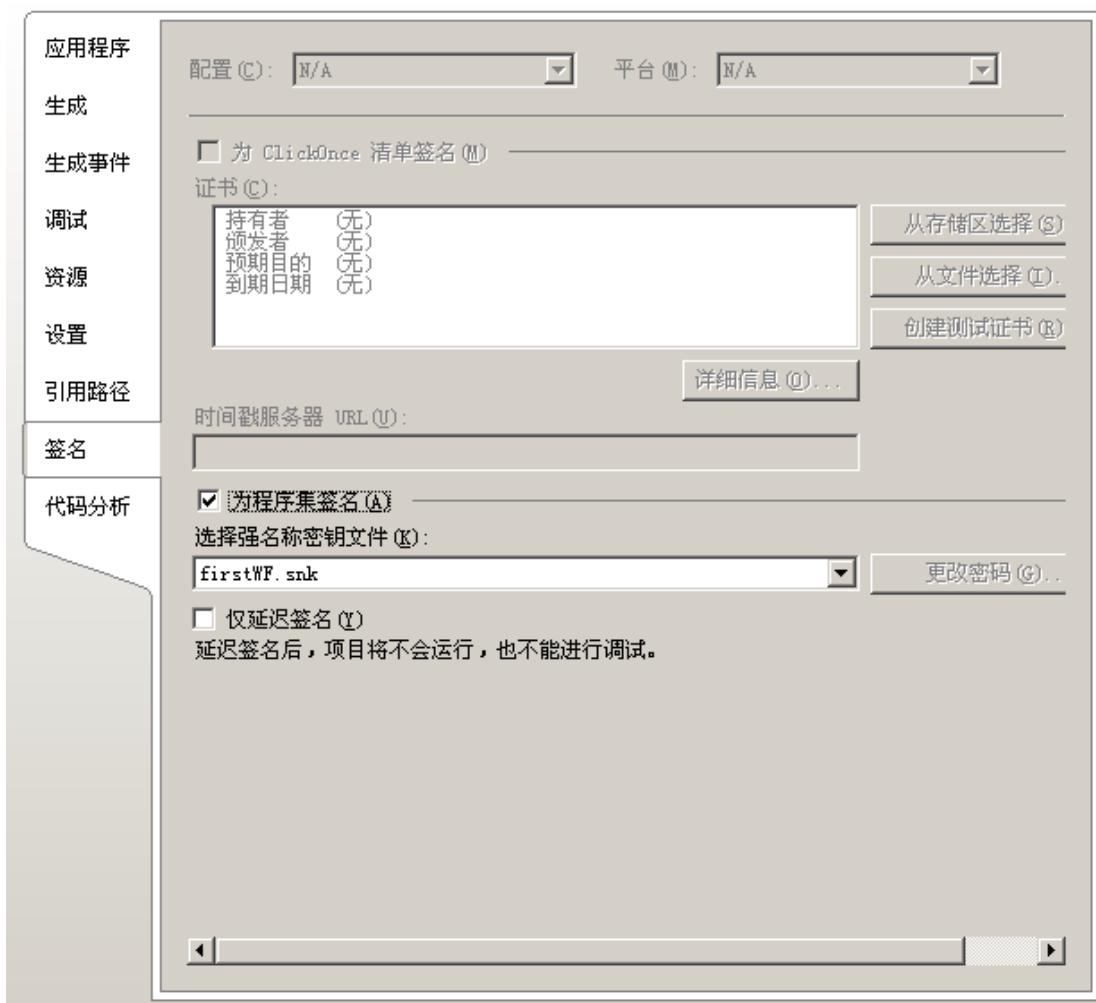 应用程序
生成
生成事件
调试
资源
设置
引用路径
签名
代码分析
配置(C): N/A 平台(M): N/A
为 ClickOnce 清单签名(M)
证书(C):
持有者 (无)
颁发者 (无)
预期目的 (无)
到期日期 (无)
从存储区选择(S)
从文件选择(I).
创建测试证书(R)
详细信息(O)...
时间戳服务器 URL(U):
为程序集签名(A)
选择强名称密钥文件(K):
firstWF.snk
更改密码(G)..
仅延迟签名(Y)
延迟签名后,项目将不会运行,也不能进行调试。